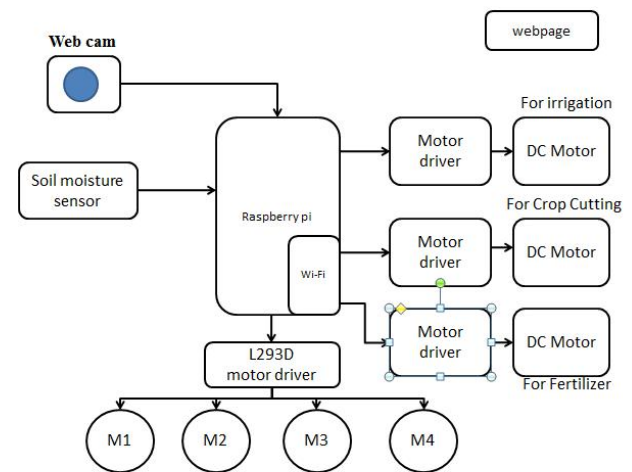 webpage
Web cam
For irrigation
Motor
driver
DC Motor
Soil moisture
sensor
Raspberry pi
For Crop Cutting
Motor
driver
DC Motor
Wi-Fi
Motor
driver
DC Motor
For Fertilizer
L293D
motor driver
M1
M2
M3
M4